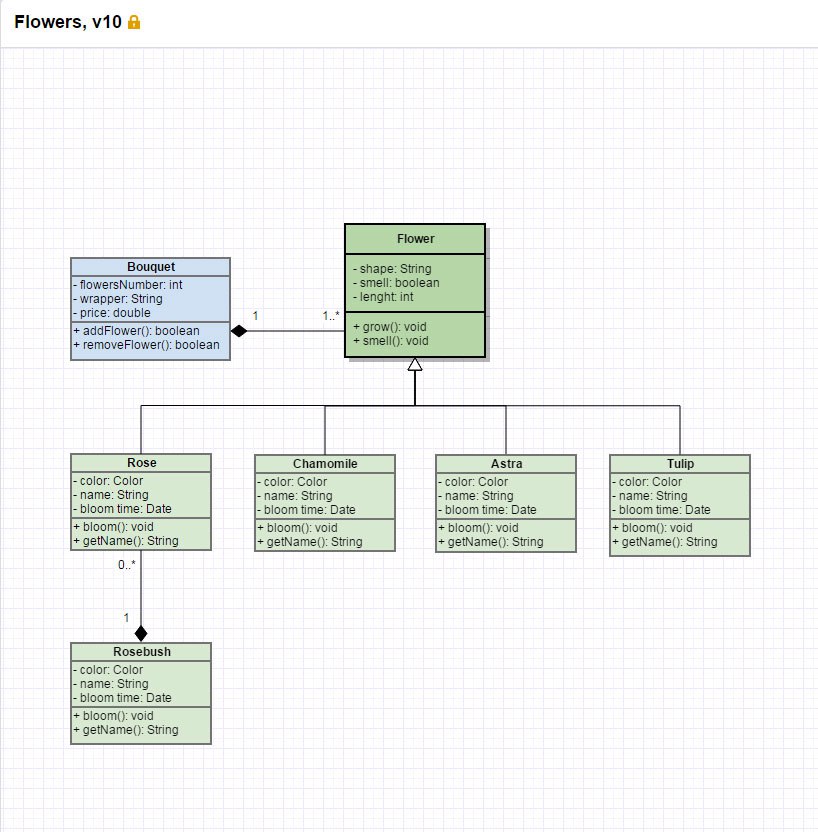 Flowers, v10
Flower
- shape: String
- smell: boolean
- lenght: int
+ grow(): void
+ smell(): void
Bouquet
- flowersNumber: int
- wrapper: String
- price: double
+ addFlower(): boolean
+ removeFlower(): boolean
1
1..*
Rose
- color: Color
- name: String
- bloom time: Date
+ bloom(): void
+ getName(): String
Chamomile
- color: Color
- name: String
- bloom time: Date
+ bloom(): void
+ getName(): String
Astra
- color: Color
- name: String
- bloom time: Date
+ bloom(): void
+ getName(): String
Tulip
- color: Color
- name: String
- bloom time: Date
+ bloom(): void
+ getName(): String
0..*
1
Rosebush
- color: Color
- name: String
- bloom time: Date
+ bloom(): void
+ getName(): String